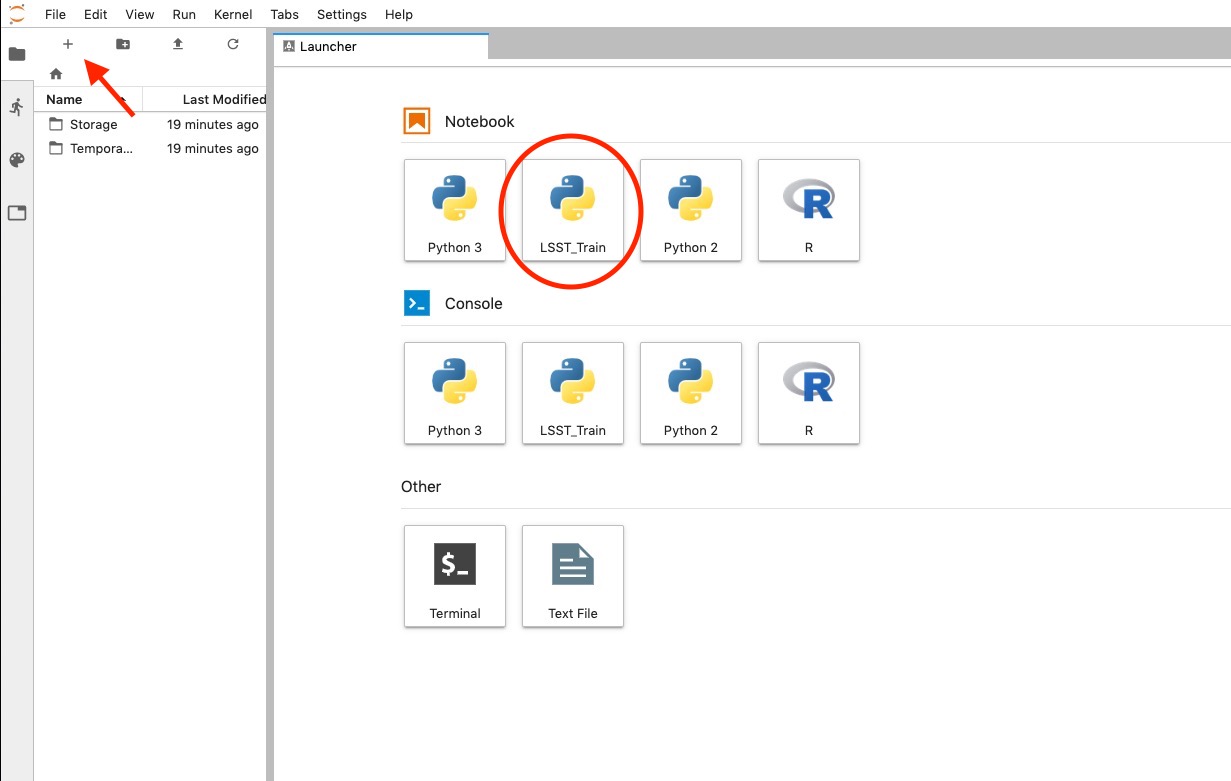 File Edit View Run Kernel Tabs Settings Help
Launcher
Name Last Modified
Storage 19 minutes ago
Tempora... 19 minutes ago
Notebook
Python 3 LSST_Train Python 2 R
Console
Python 3 LSST_Train Python 2 R
Other
$_
Terminal Text File